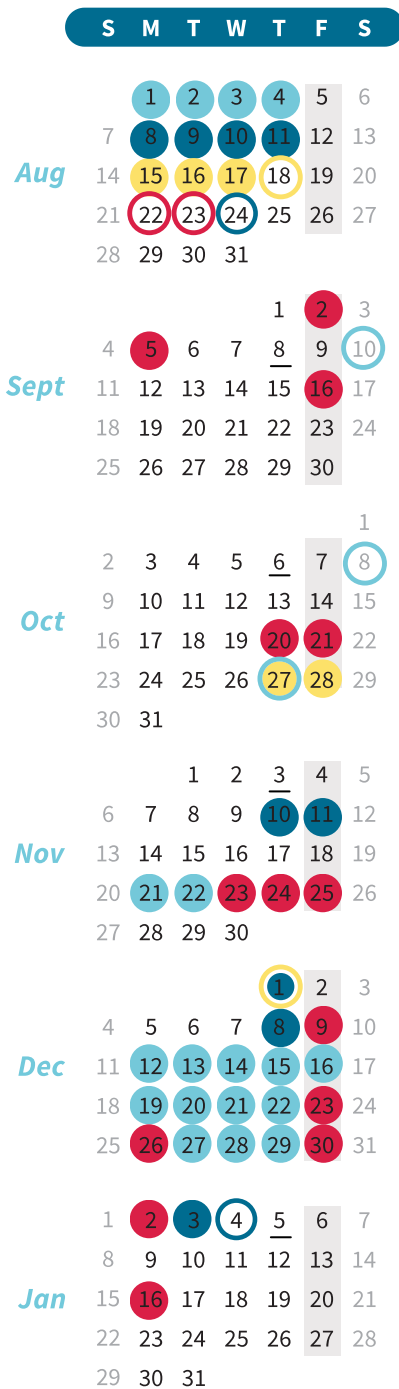 S M T W T F S
1 2 3 4 5 6
7 8 9 10 11 12 13
Aug 14 15 16 17 18 19 20
21 22 23 24 25 26 27
28 29 30 31
1 2 3
4 5 6 7 8 9 10
Sept 11 12 13 14 15 16 17
18 19 20 21 22 23 24
25 26 27 28 29 30
1
2 3 4 5 6 7 8
9 10 11 12 13 14 15
Oct 16 17 18 19 20 21 22
23 24 25 26 27 28 29
30 31
1 2 3 4 5
6 7 8 9 10 11 12
Nov 13 14 15 16 17 18 19
20 21 22 23 24 25 26
27 28 29 30
1 2 3
4 5 6 7 8 9 10
Dec 11 12 13 14 15 16 17
18 19 20 21 22 23 24
25 26 27 28 29 30 31
1 2 3 4 5 6 7
8 9 10 11 12 13 14
Jan 15 16 17 18 19 20 21
22 23 24 25 26 27 28
29 30 31